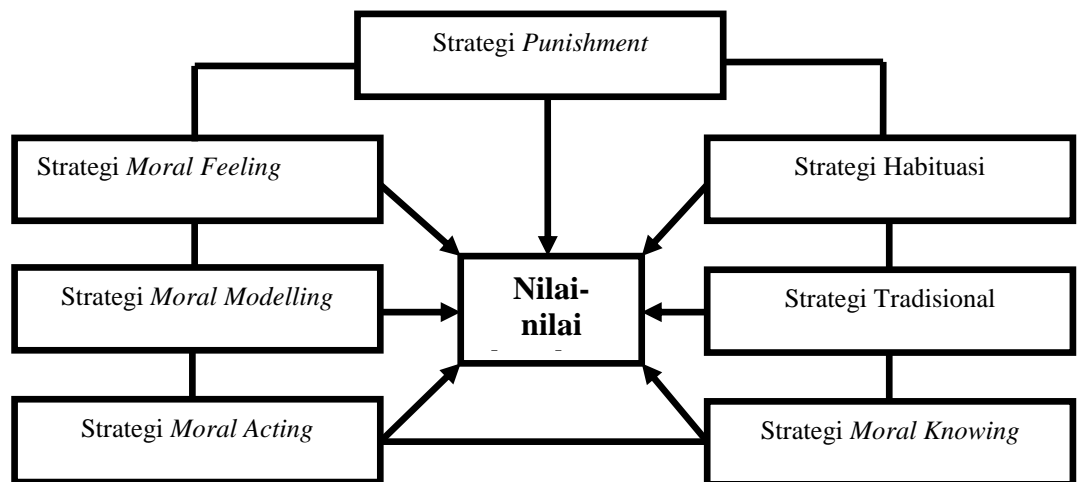 Strategi Punishment
Strategi Moral Feeling
Strategi Habituasi
Nilai-
nilai
Strategi Moral Modelling
Strategi Tradisional
Strategi Moral Acting
Strategi Moral Knowing